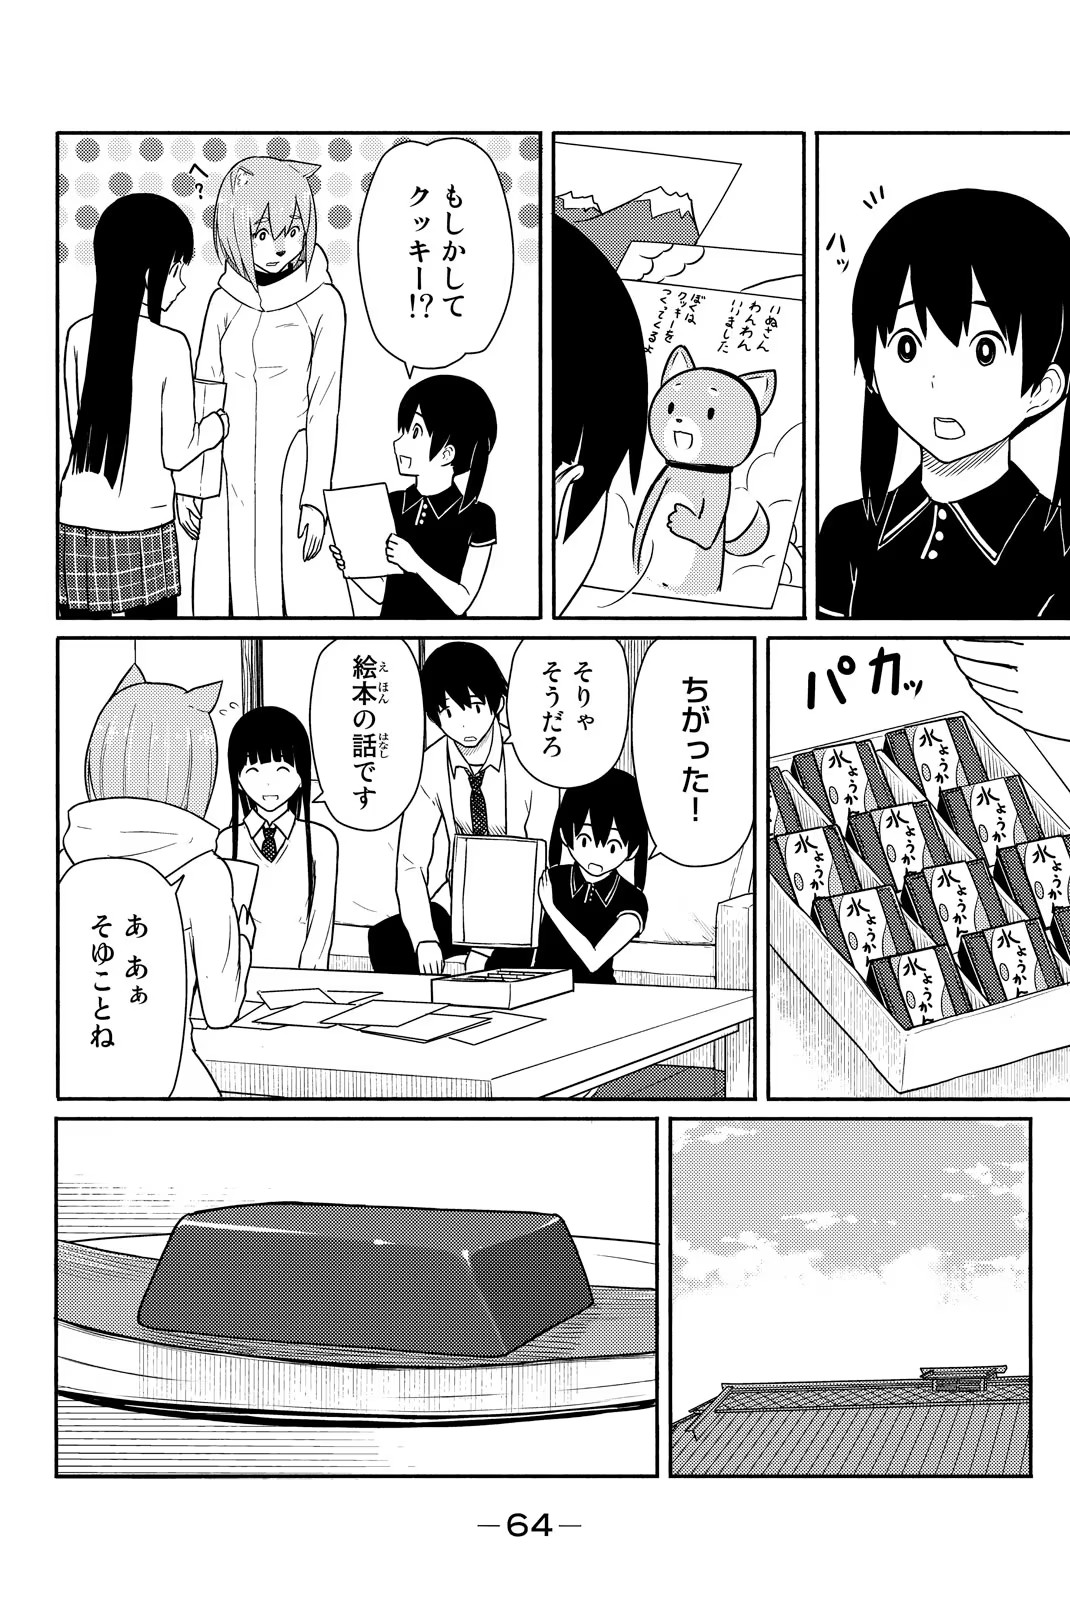 ハッ
いぬさん
わんわん
いいました
ぼくは
クッキーを
つくってくるよ
もしかして
クッキー!?
へ?
パカッ
水ようかん
水ようかん
水ようかん
水ようかん
水ようかん
水ようかん
水ようかん
水ようかん
水ようかん
水ようかん
ちがった!
そりゃ
そうだろ
絵本の話です
えほん
はなし
あ あぁ
そゆことね
—64—